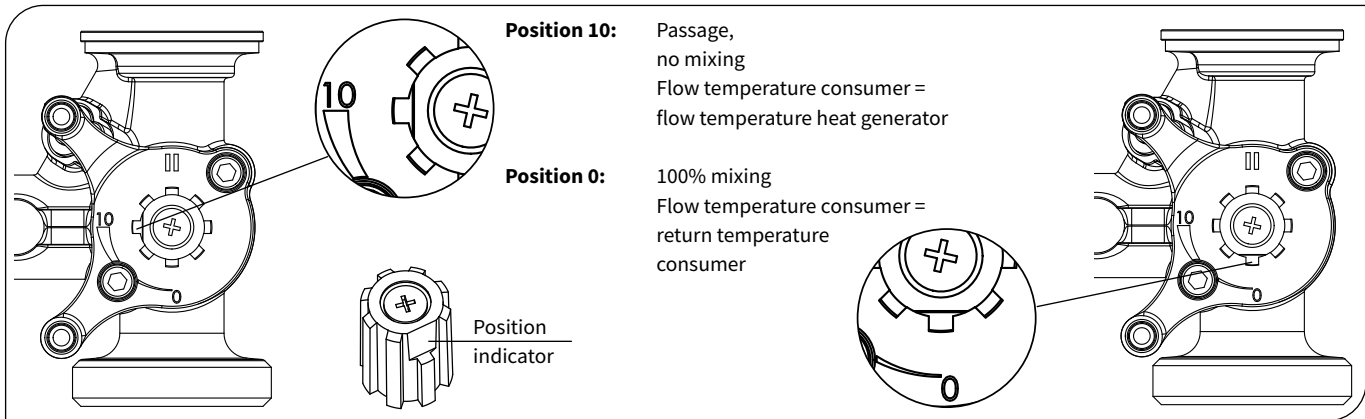 Position 10: Passage,
no mixing
Flow temperature consumer =
flow temperature heat generator
Position 0: 100% mixing
Flow temperature consumer =
return temperature
consumer
10
10
0
Position
indicator
10
0
0